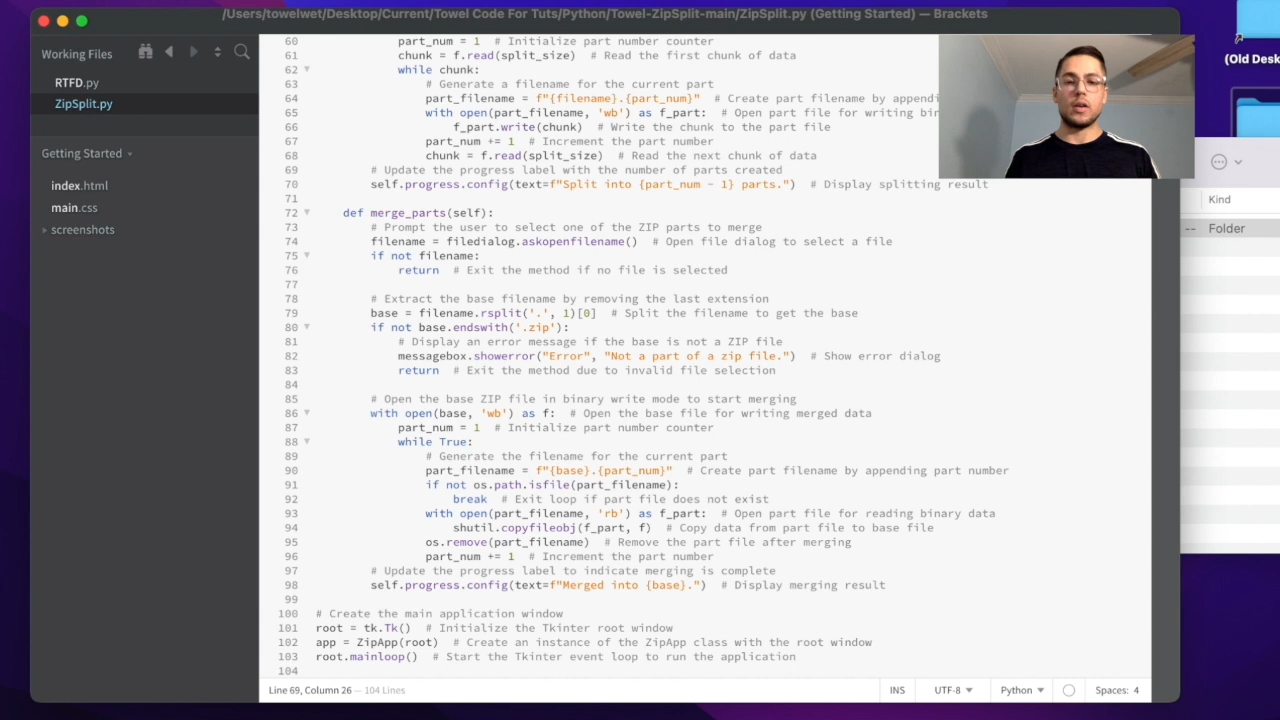 /Users/towelwet/Desktop/Current/Towel Code For Tuts/Python/Towel-ZipSplit-main/ZipSplit.py (Getting Started) — Brackets
Working Files
RTFD.py
ZipSplit.py
Getting Started
index.html
main.css
screenshots
60 part_num = 1  # Initialize part number counter
61 chunk = f.read(split_size)  # Read the first chunk of data
62 while chunk:
63 # Generate a filename for the current part
64 part_filename = f"{filename}.{part_num}"  # Create part filename by
65 with open(part_filename, 'wb') as f_part:  # Open part file for writing
66 f_part.write(chunk)  # Write the chunk to the part file
67 part_num += 1  # Increment the part number
68 chunk = f.read(split_size)  # Read the next chunk of data
69 # Update the progress label with the number of parts created
70 self.progress.config(text=f"Split into {part_num - 1} parts.")  # Display splitting result
71
72 def merge_parts(self):
73 # Prompt the user to select one of the ZIP parts to merge
74 filename = filedialog.askopenfilename()  # Open file dialog to select a file
75 if not filename:
76 return  # Exit the method if no file is selected
77
78 # Extract the base filename by removing the last extension
79 base = filename.rsplit('.', 1)[0]  # Split the filename to get the base
80 if not base.endswith('.zip'):
81 # Display an error message if the base is not a ZIP file
82 messagebox.showerror("Error", "Not a part of a zip file.")  # Show error dialog
83 return  # Exit the method due to invalid file selection
84
85 # Open the base ZIP file in binary write mode to start merging
86 with open(base, 'wb') as f:  # Open the base file for writing merged data
87 part_num = 1  # Initialize part number counter
88 while True:
89 # Generate the filename for the current part
90 part_filename = f"{base}.{part_num}"  # Create part filename by appending part number
91 if not os.path.isfile(part_filename):
92 break  # Exit loop if part file does not exist
93 with open(part_filename, 'rb') as f_part:  # Open part file for reading binary data
94 shutil.copyfileobj(f_part, f)  # Copy data from part file to base file
95 os.remove(part_filename)  # Remove the part file after merging
96 part_num += 1  # Increment the part number
97 # Update the progress label to indicate merging is complete
98 self.progress.config(text=f"Merged into {base}.")  # Display merging result
99
100 # Create the main application window
101 root = tk.Tk()  # Initialize the Tkinter root window
102 app = ZipApp(root)  # Create an instance of the ZipApp class with the root window
103 root.mainloop()  # Start the Tkinter event loop to run the application
104
Line 69, Column 26 — 104 Lines
INS
UTF-8
Python
Spaces: 4
(Old
Kind
-- Folder